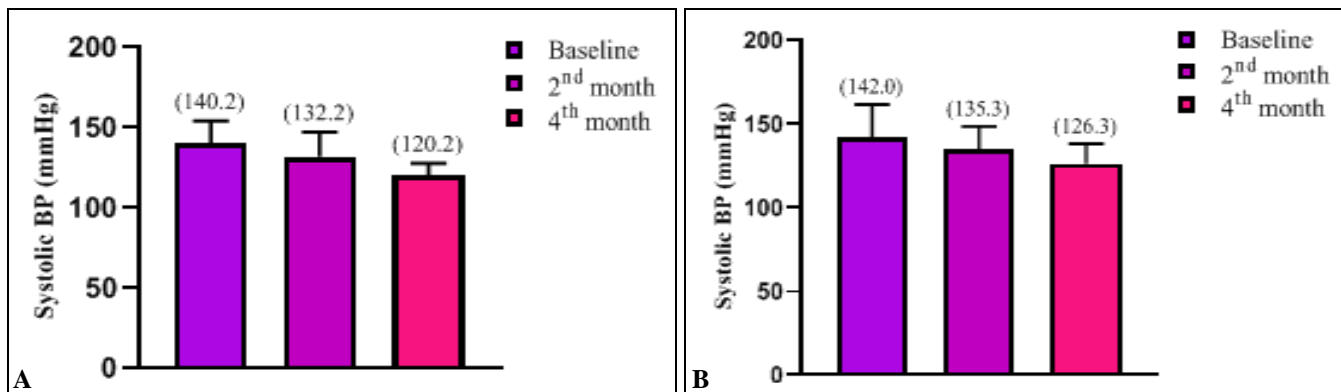 200
150
100
50
0
Systolic BP (mmHg)
(140.2)
(132.2)
(120.2)
Baseline
2nd month
4th month
A
200
150
100
50
0
Systolic BP (mmHg)
(142.0)
(135.3)
(126.3)
Baseline
2nd month
4th month
B